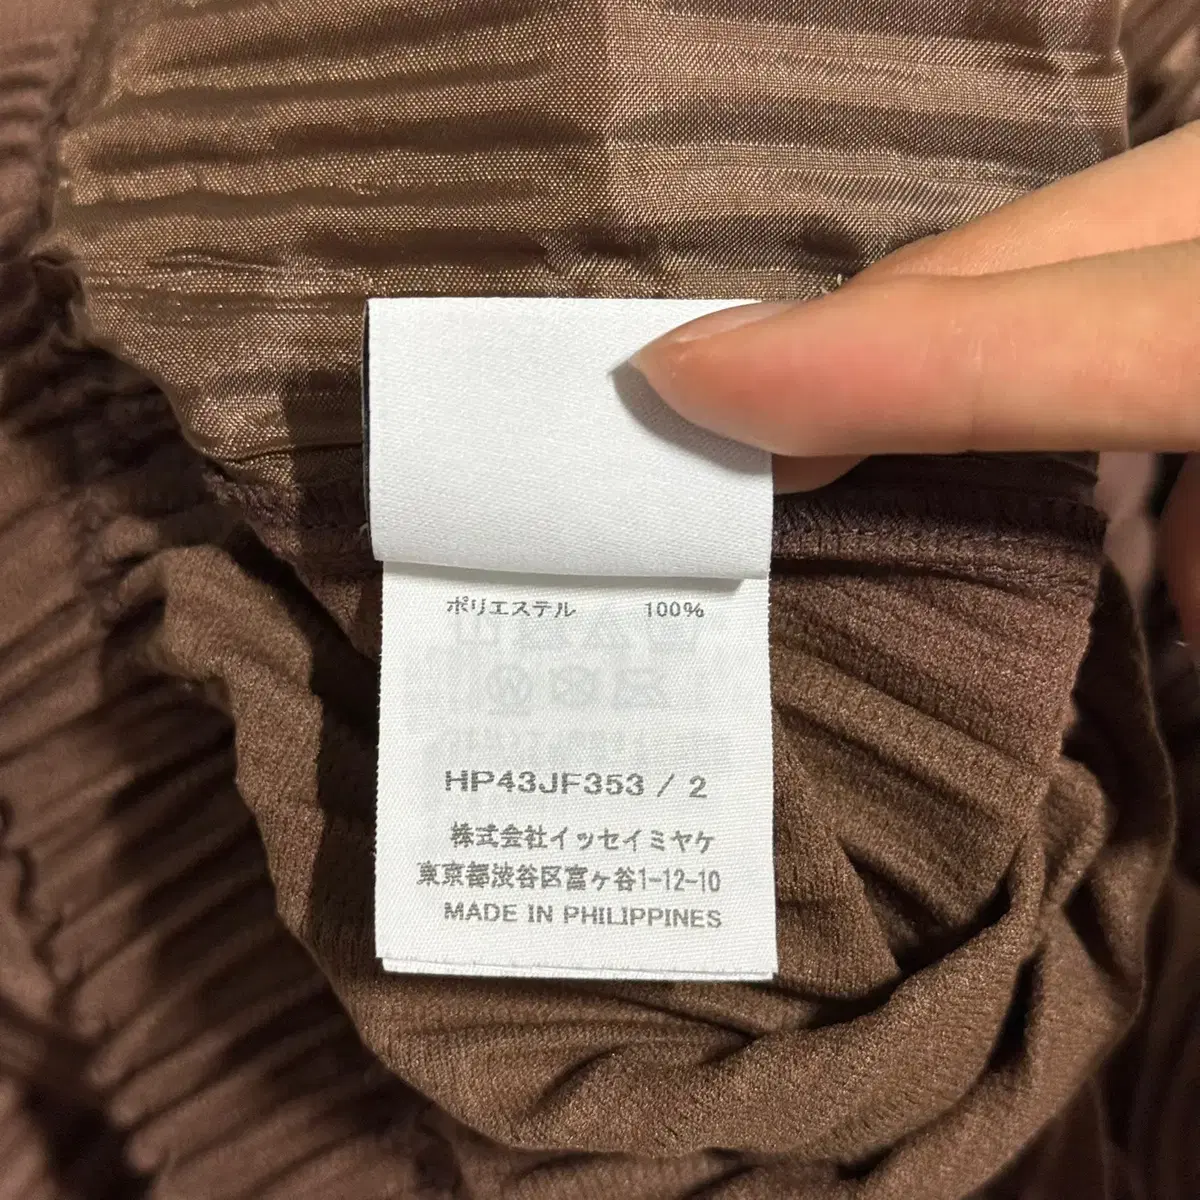 ポリエステル 100%
HP43JF353 / 2
株式会社イッセイミヤケ
東京都渋谷区富ヶ谷1-12-10
MADE IN PHILIPPINES